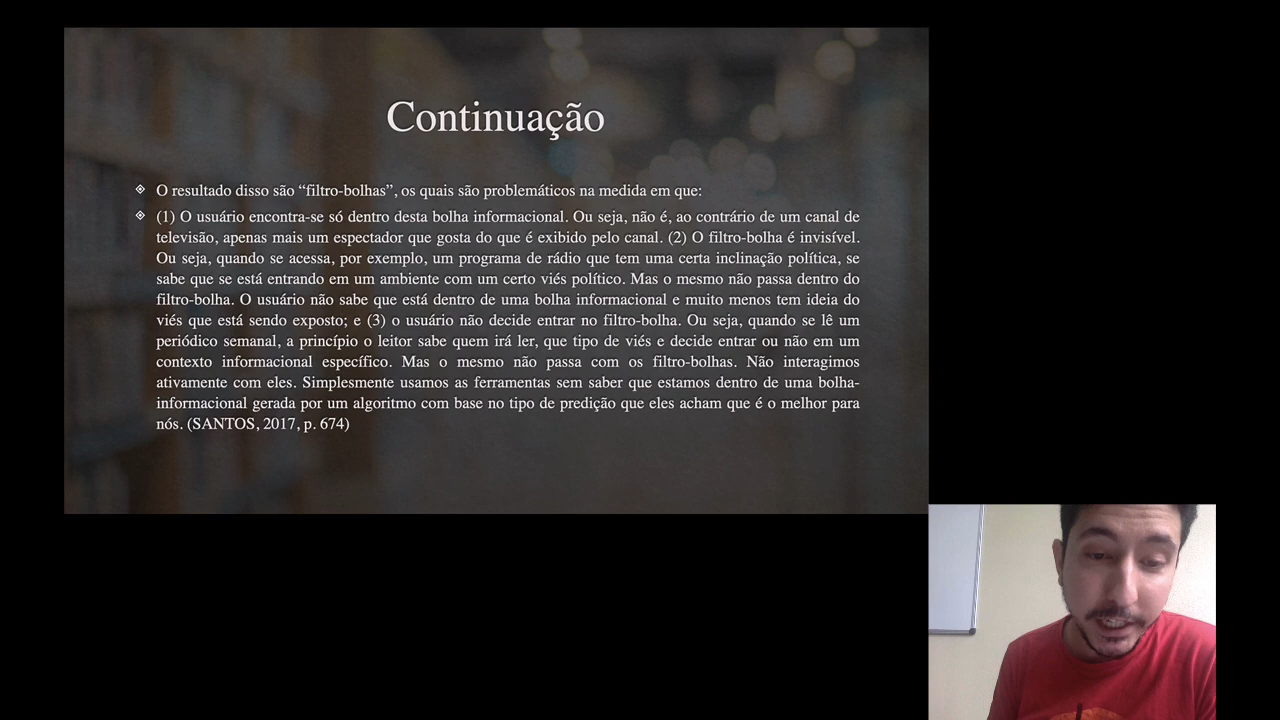 Continuação
O resultado disso são “filtro-bolhas”, os quais são problemáticos na medida em que:
(1) O usuário encontra-se só dentro desta bolha informacional. Ou seja, não é, ao contrário de um canal de
televisão, apenas mais um espectador que gosta do que é exibido pelo canal. (2) O filtro-bolha é invisível.
Ou seja, quando se acessa, por exemplo, um programa de rádio que tem uma certa inclinação política, se
sabe que se está entrando em um ambiente com um certo viés político. Mas o mesmo não passa dentro do
filtro-bolha. O usuário não sabe que está dentro de uma bolha informacional e muito menos tem ideia do
viés que está sendo exposto; e (3) o usuário não decide entrar no filtro-bolha. Ou seja, quando se lê um
periódico semanal, a princípio o leitor sabe quem irá ler, que tipo de viés e decide entrar ou não em um
contexto informacional específico. Mas o mesmo não passa com os filtro-bolhas. Não interagimos
ativamente com eles. Simplesmente usamos as ferramentas sem saber que estamos dentro de uma bolha-
informacional gerada por um algoritmo com base no tipo de predição que eles acham que é o melhor para
nós. (SANTOS, 2017, p. 674)